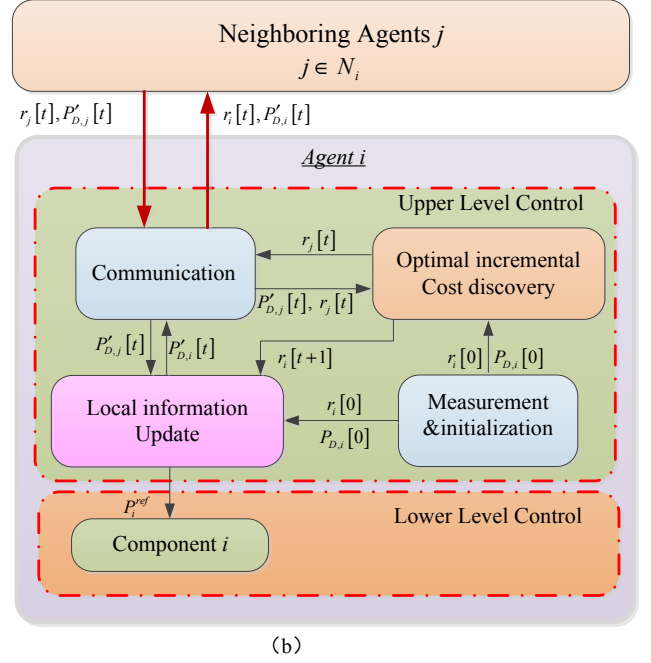 Neighboring Agents j
j ∈ N_i
r_j[t], P′_{D,j}[t]
r_i[t], P′_{D,i}[t]
Agent i
Upper Level Control
Communication
r_j[t]
P′_{D,j}[t], r_j[t]
Optimal incremental
Cost discovery
P′_{D,j}[t]
P′_{D,i}[t]
r_i[t+1]
r_i[0]
P_{D,i}[0]
Local information
Update
r_i[0]
P_{D,i}[0]
Measurement
&initialization
P_i^{ref}
Lower Level Control
Component i
(b)